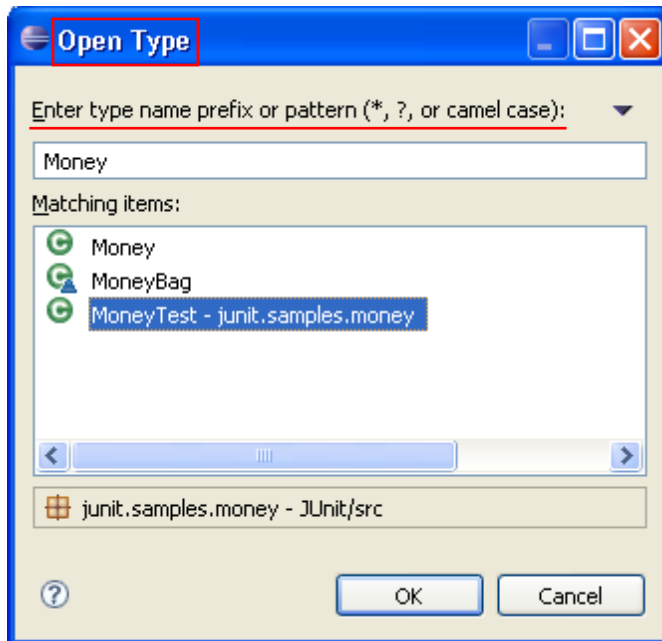 Open Type
Enter type name prefix or pattern (*, ?, or camel case):
Money
Matching items:
Money
MoneyBag
MoneyTest - junit.samples.money
junit.samples.money - JUnit/src
OK
Cancel